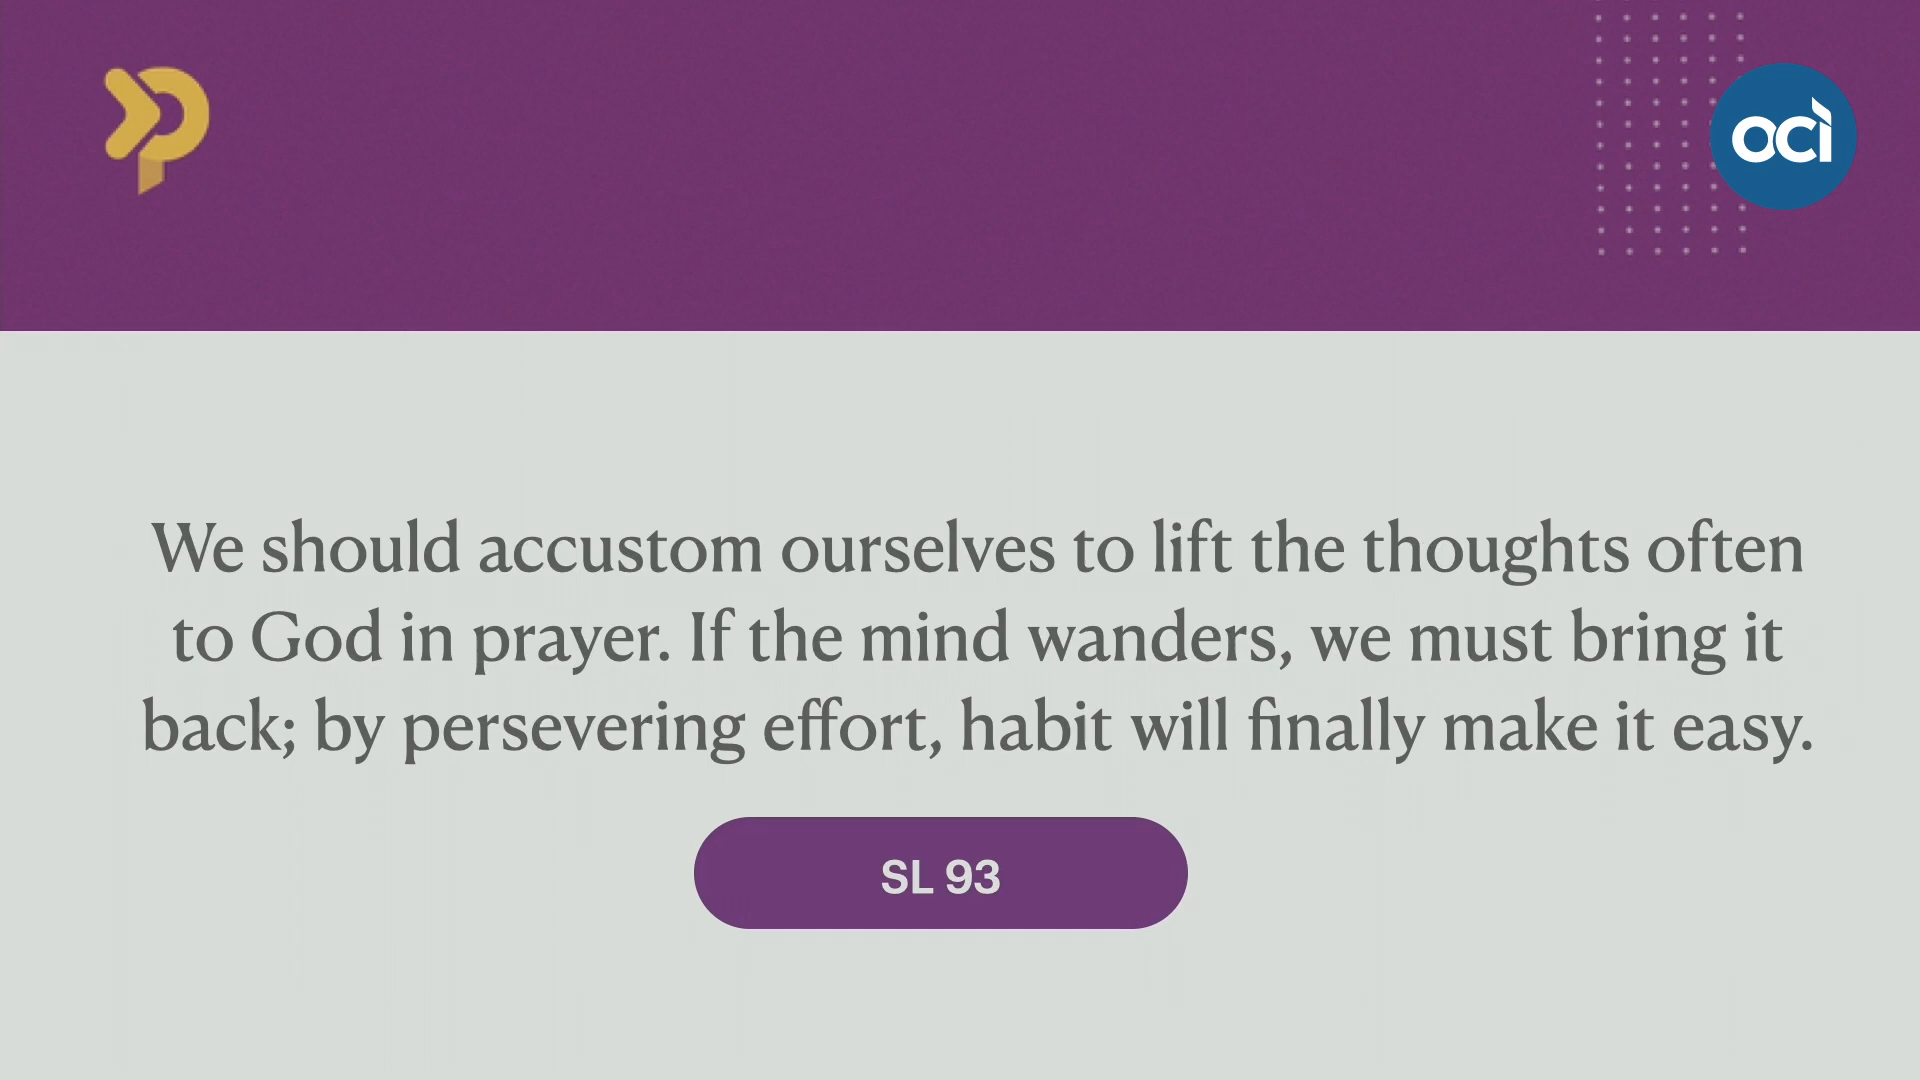 oci
We should accustom ourselves to lift the thoughts often
to God in prayer. If the mind wanders, we must bring it
back; by persevering effort, habit will finally make it easy.
SL 93